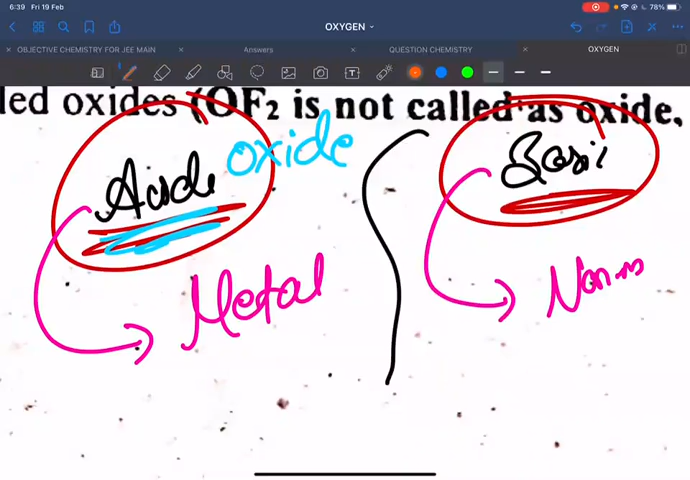 6:39 Fri 19 Feb 78%
OXYGEN
OBJECTIVE CHEMISTRY FOR JEE MAIN Answers QUESTION CHEMISTRY OXYGEN
led oxides (OF₂ is not called as oxide,
oxide
Basic
Metal
Non-m